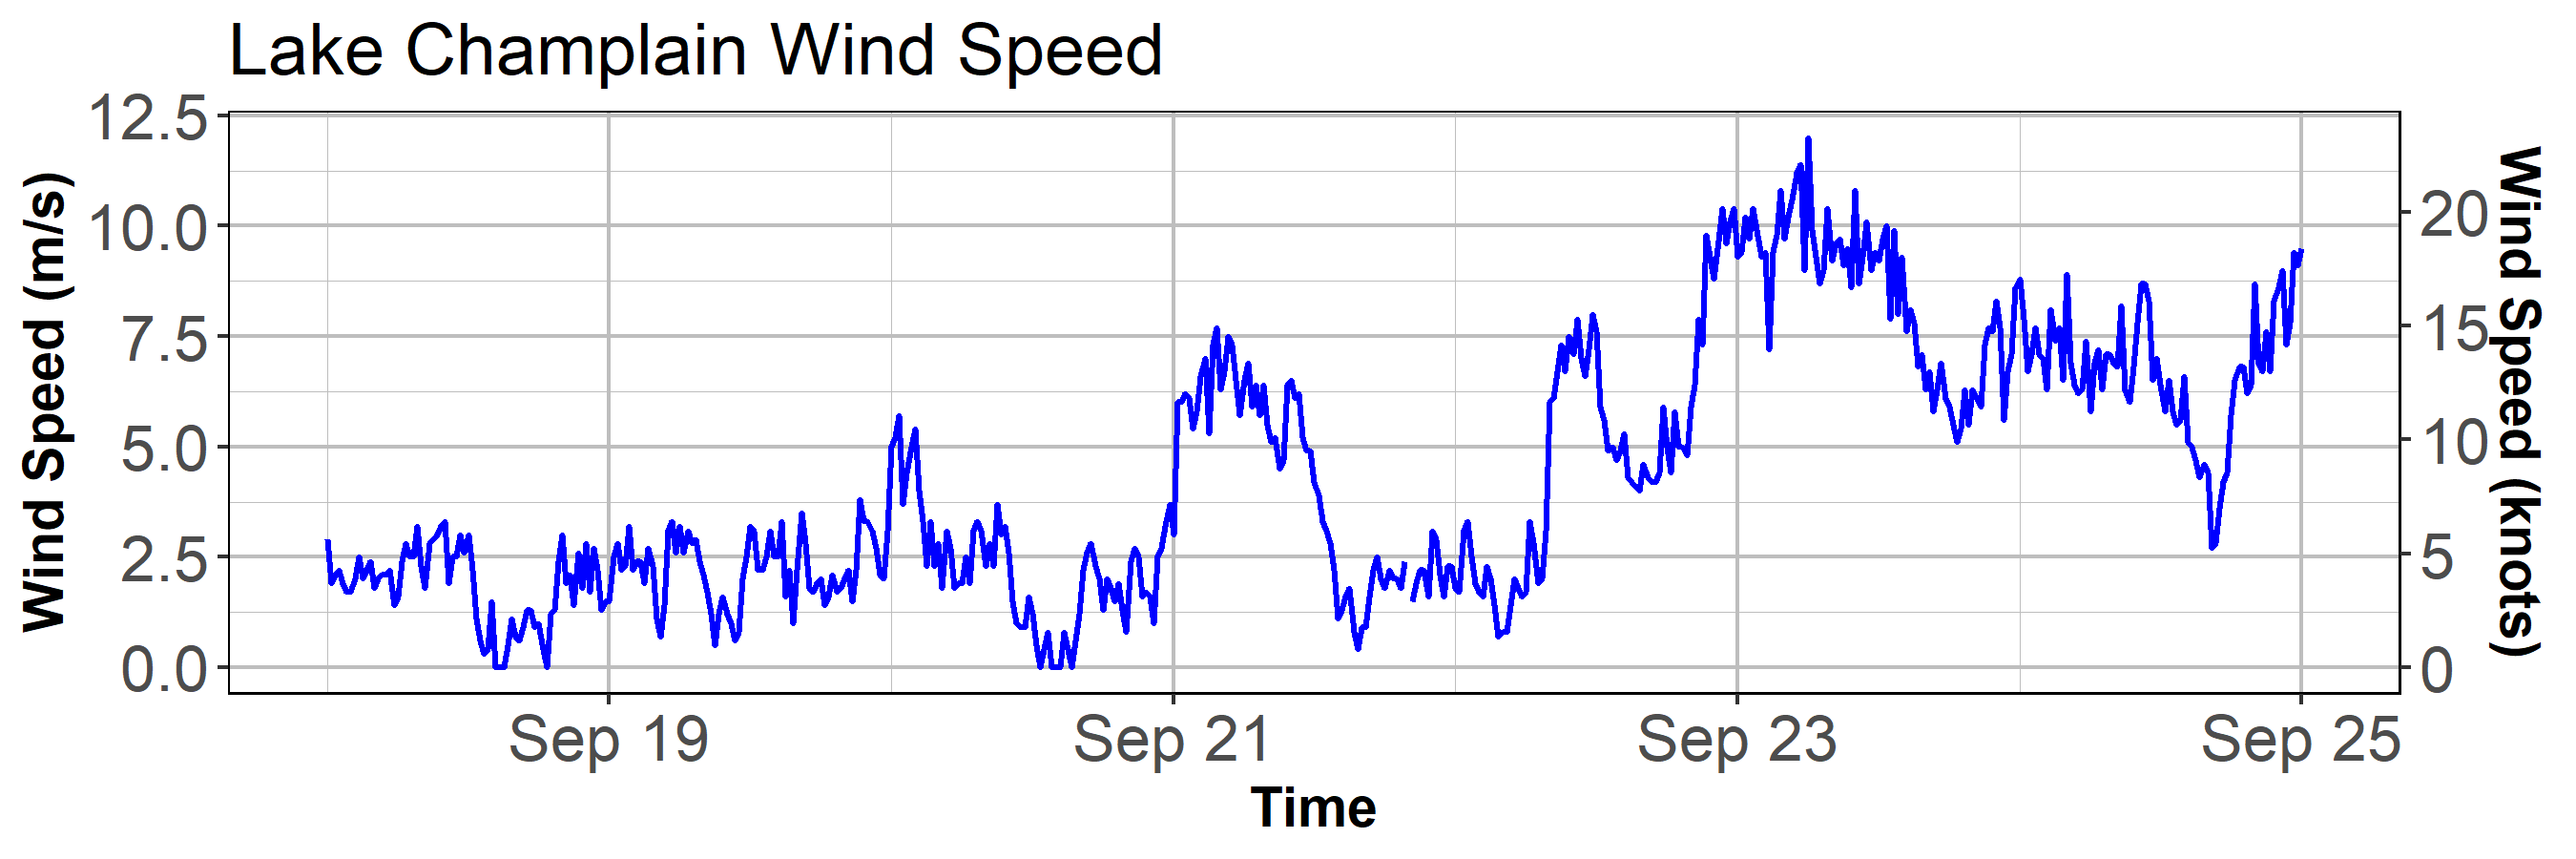 Lake Champlain Wind Speed
Wind Speed (m/s)
12.5
10.0
7.5
5.0
2.5
0.0
Wind Speed (knots)
20
15
10
5
0
Sep 19
Sep 21
Sep 23
Sep 25
Time